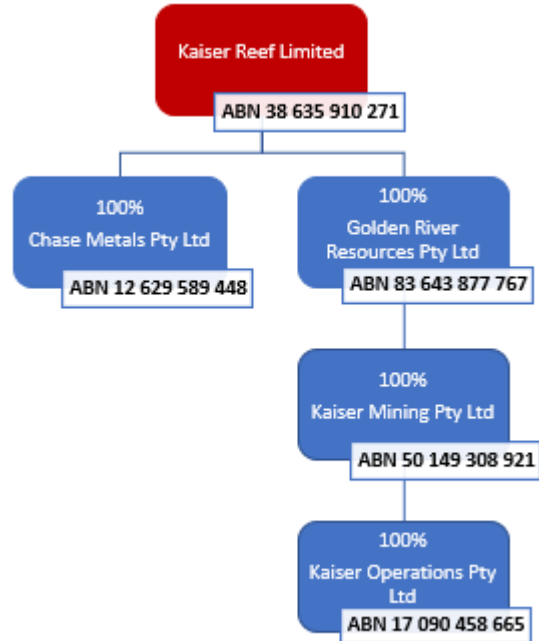 Kaiser Reef Limited
ABN 38 635 910 271
100%
Chase Metals Pty Ltd
ABN 12 629 589 448
100%
Golden River
Resources Pty Ltd
ABN 83 643 877 767
100%
Kaiser Mining Pty Ltd
ABN 50 149 308 921
100%
Kaiser Operations Pty
Ltd
ABN 17 090 458 665